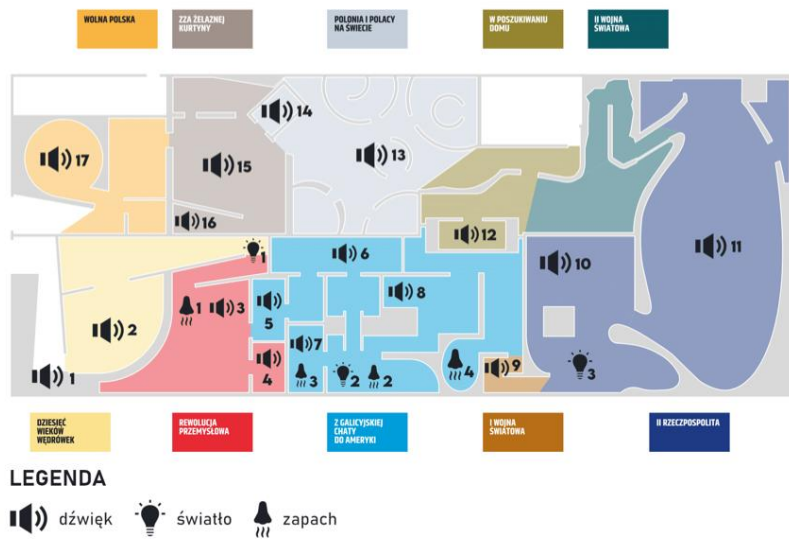 WOLNA POLSKA
ZZA ŻELAZNEJ
KURTYNY
POLONIA I POLACY
NA ŚWIECIE
W POSZUKIWANIU
DOMU
II WOJNA
ŚWIATOWA
14
17
15
13
16
12
1
6
11
10
1
3
5
8
2
7
4
9
1
3
2
2
4
3
DZIESIĘĆ
WIEKÓW
WĘDRÓWEK
REWOLUCJA
PRZEMYSŁOWA
Z GALICYJSKIEJ
CHATY
DO AMERYKI
I WOJNA
ŚWIATOWA
II RZECZPOSPOLITA
LEGENDA
dźwięk
światło
zapach